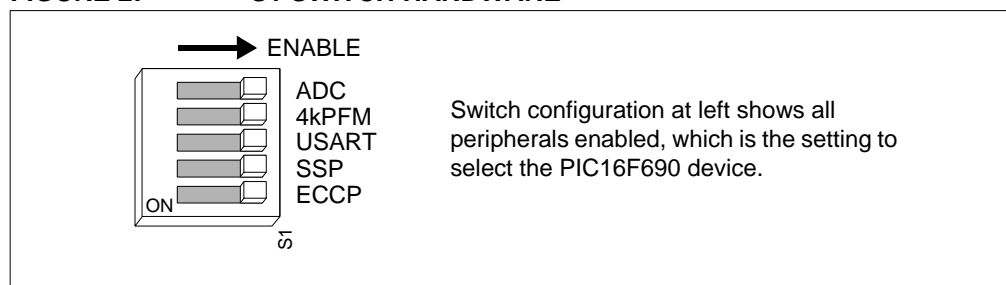 ENABLE
ADC
4kPFM
USART
SSP
ECCP
ON
S1
Switch configuration at left shows all
peripherals enabled, which is the setting to
select the PIC16F690 device.